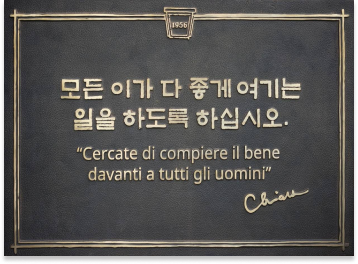 1956
모든 이가 다 좋게 여기는
일을 하도록 하십시오.
“Cercate di compiere il bene
davanti a tutti gli uomini”
Chiara